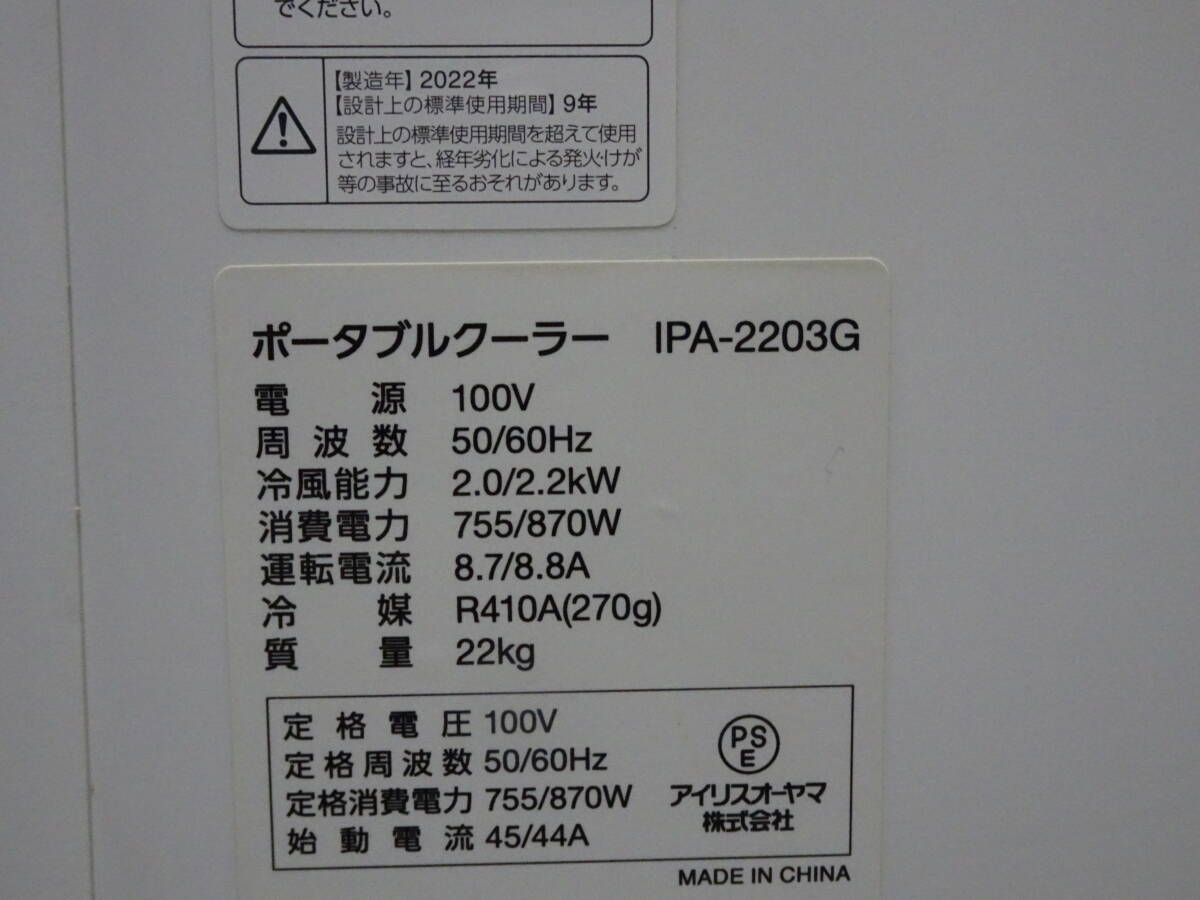 でください。
【製造年】2022年
【設計上の標準使用期間】9年
設計上の標準使用期間を超えて使用
されますと、経年劣化による発火・けが
等の事故に至るおそれがあります。
ポータブルクーラー IPA-2203G
電源 100V
周波数 50/60Hz
冷風能力 2.0/2.2kW
消費電力 755/870W
運転電流 8.7/8.8A
冷媒 R410A(270g)
質量 22kg
定格電圧 100V
定格周波数 50/60Hz
定格消費電力 755/870W
始動電流 45/44A
PSE
アイリスオーヤマ
株式会社
MADE IN CHINA